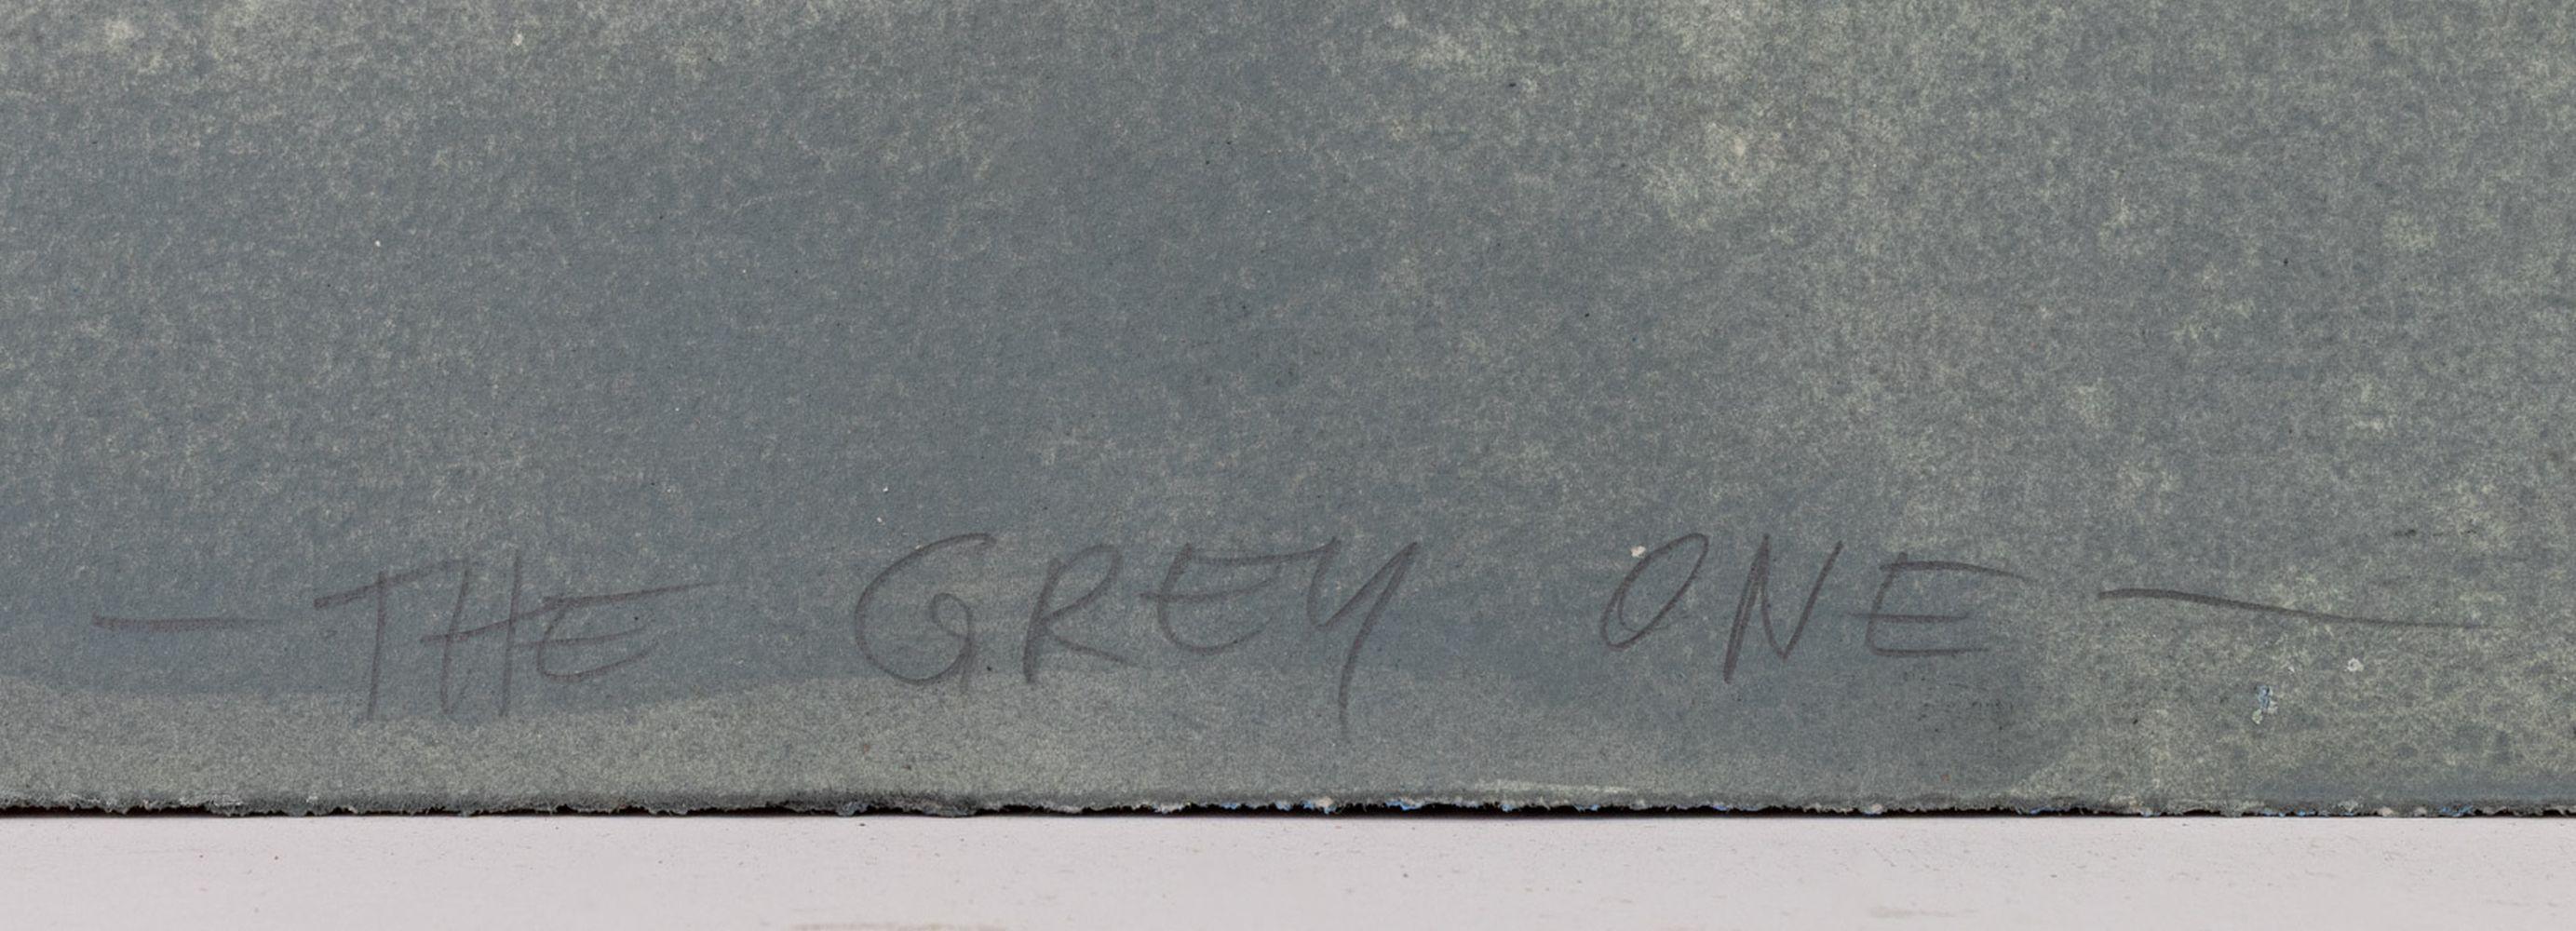 — THE GREY ONE —